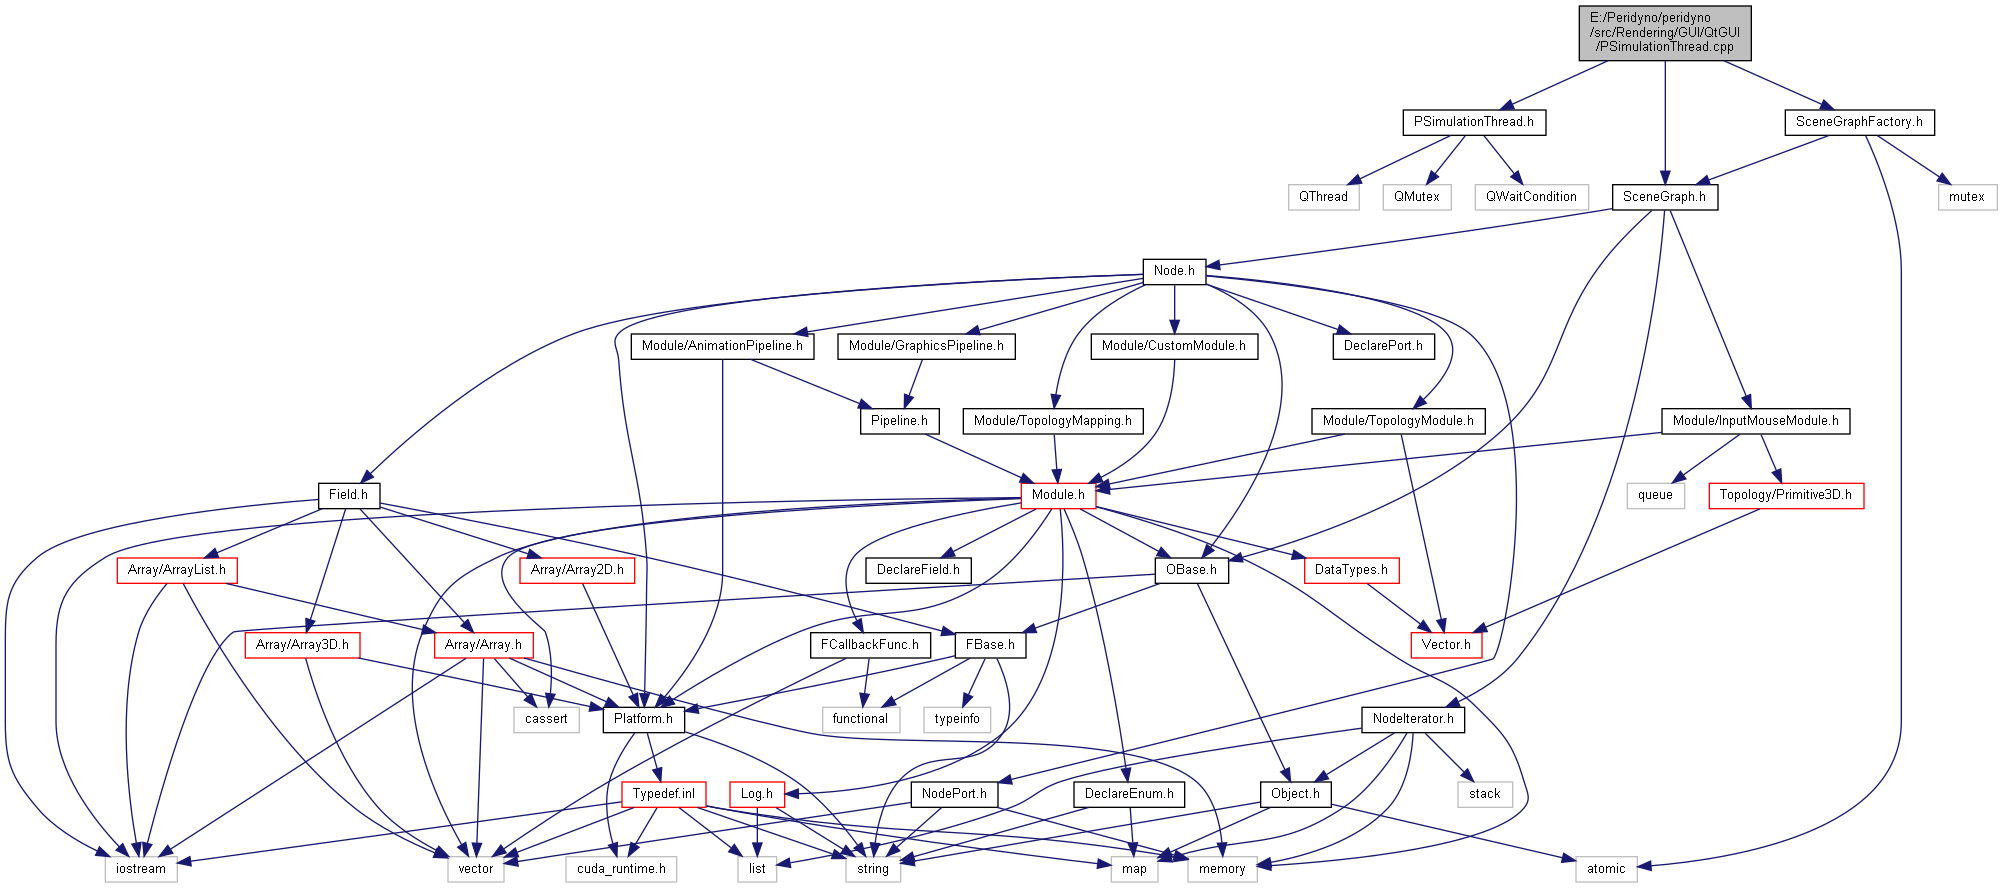 E:/Peridyno/peridyno
/src/Rendering/GUI/QtGUI
/PSimulationThread.cpp
PSimulationThread.h
SceneGraphFactory.h
QThread
QMutex
QWaitCondition
SceneGraph.h
mutex
Node.h
Module/AnimationPipeline.h
Module/GraphicsPipeline.h
Module/CustomModule.h
DeclarePort.h
Pipeline.h
Module/TopologyMapping.h
Module/TopologyModule.h
Module/InputMouseModule.h
Field.h
Module.h
queue
Topology/Primitive3D.h
Array/ArrayList.h
Array/Array2D.h
DeclareField.h
OBase.h
DataTypes.h
Array/Array3D.h
Array/Array.h
FCallbackFunc.h
FBase.h
Vector.h
cassert
Platform.h
functional
typeinfo
NodeIterator.h
Typedef.inl
Log.h
NodePort.h
DeclareEnum.h
Object.h
stack
iostream
vector
cuda_runtime.h
list
string
map
memory
atomic